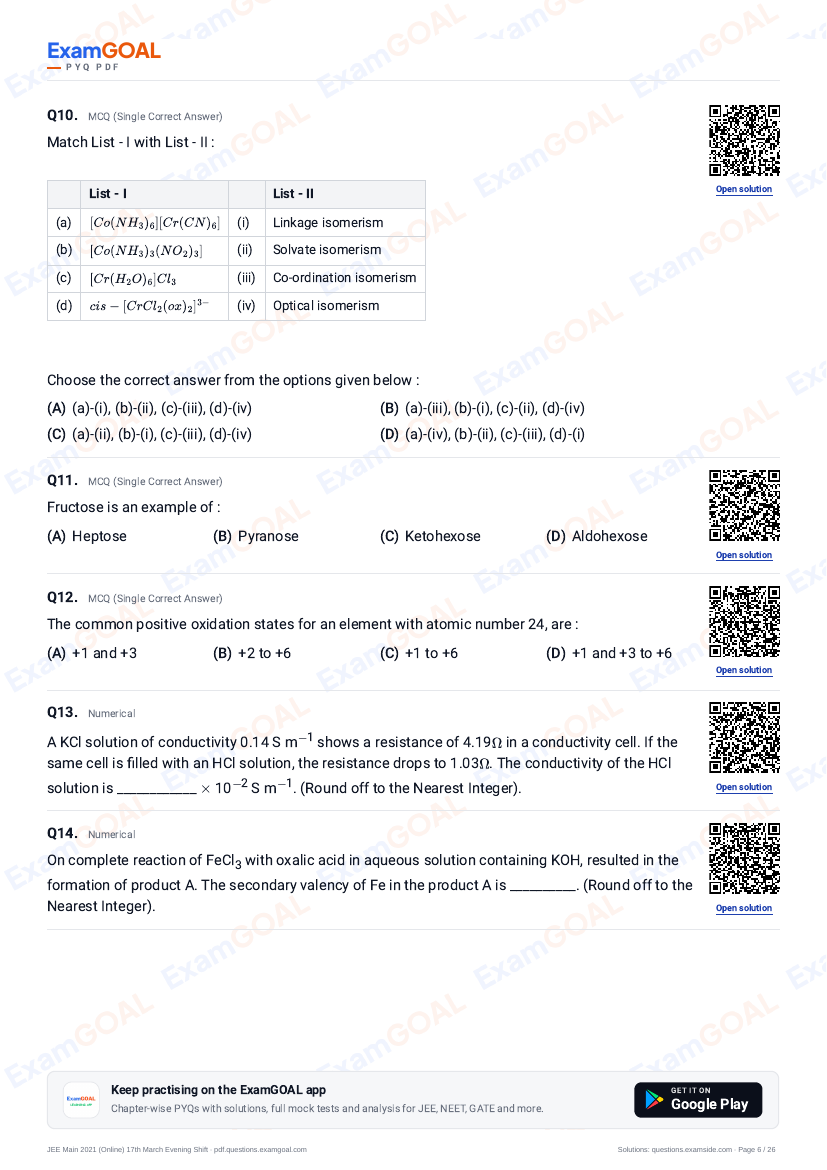 ExamGOAL
PYQ PDF
Q10. MCQ (Single Correct Answer)
Match List - I with List - II :
Open solution
List - I List - II
(a) [Co(NH₃)₆][Cr(CN)₆] (i) Linkage isomerism
(b) [Co(NH₃)₃(NO₂)₃] (ii) Solvate isomerism
(c) [Cr(H₂O)₆]Cl₃ (iii) Co-ordination isomerism
(d) cis − [CrCl₂(ox)₂]³⁻ (iv) Optical isomerism
Choose the correct answer from the options given below :
(A) (a)-(i), (b)-(ii), (c)-(iii), (d)-(iv) (B) (a)-(iii), (b)-(i), (c)-(ii), (d)-(iv)
(C) (a)-(ii), (b)-(i), (c)-(iii), (d)-(iv) (D) (a)-(iv), (b)-(ii), (c)-(iii), (d)-(i)
Q11. MCQ (Single Correct Answer)
Fructose is an example of :
(A) Heptose (B) Pyranose (C) Ketohexose (D) Aldohexose
Open solution
Q12. MCQ (Single Correct Answer)
The common positive oxidation states for an element with atomic number 24, are :
(A) +1 and +3 (B) +2 to +6 (C) +1 to +6 (D) +1 and +3 to +6
Open solution
Q13. Numerical
A KCl solution of conductivity 0.14 S m⁻¹ shows a resistance of 4.19Ω in a conductivity cell. If the
same cell is filled with an HCl solution, the resistance drops to 1.03Ω. The conductivity of the HCl
solution is ____________ × 10⁻² S m⁻¹. (Round off to the Nearest Integer).
Open solution
Q14. Numerical
On complete reaction of FeCl₃ with oxalic acid in aqueous solution containing KOH, resulted in the
formation of product A. The secondary valency of Fe in the product A is __________. (Round off to the
Nearest Integer).
Open solution
ExamGOAL
Keep practising on the ExamGOAL app
Chapter-wise PYQs with solutions, full mock tests and analysis for JEE, NEET, GATE and more.
GET IT ON
Google Play
JEE Main 2021 (Online) 17th March Evening Shift · pdf.questions.examgoal.com Solutions: questions.examside.com · Page 6 / 26